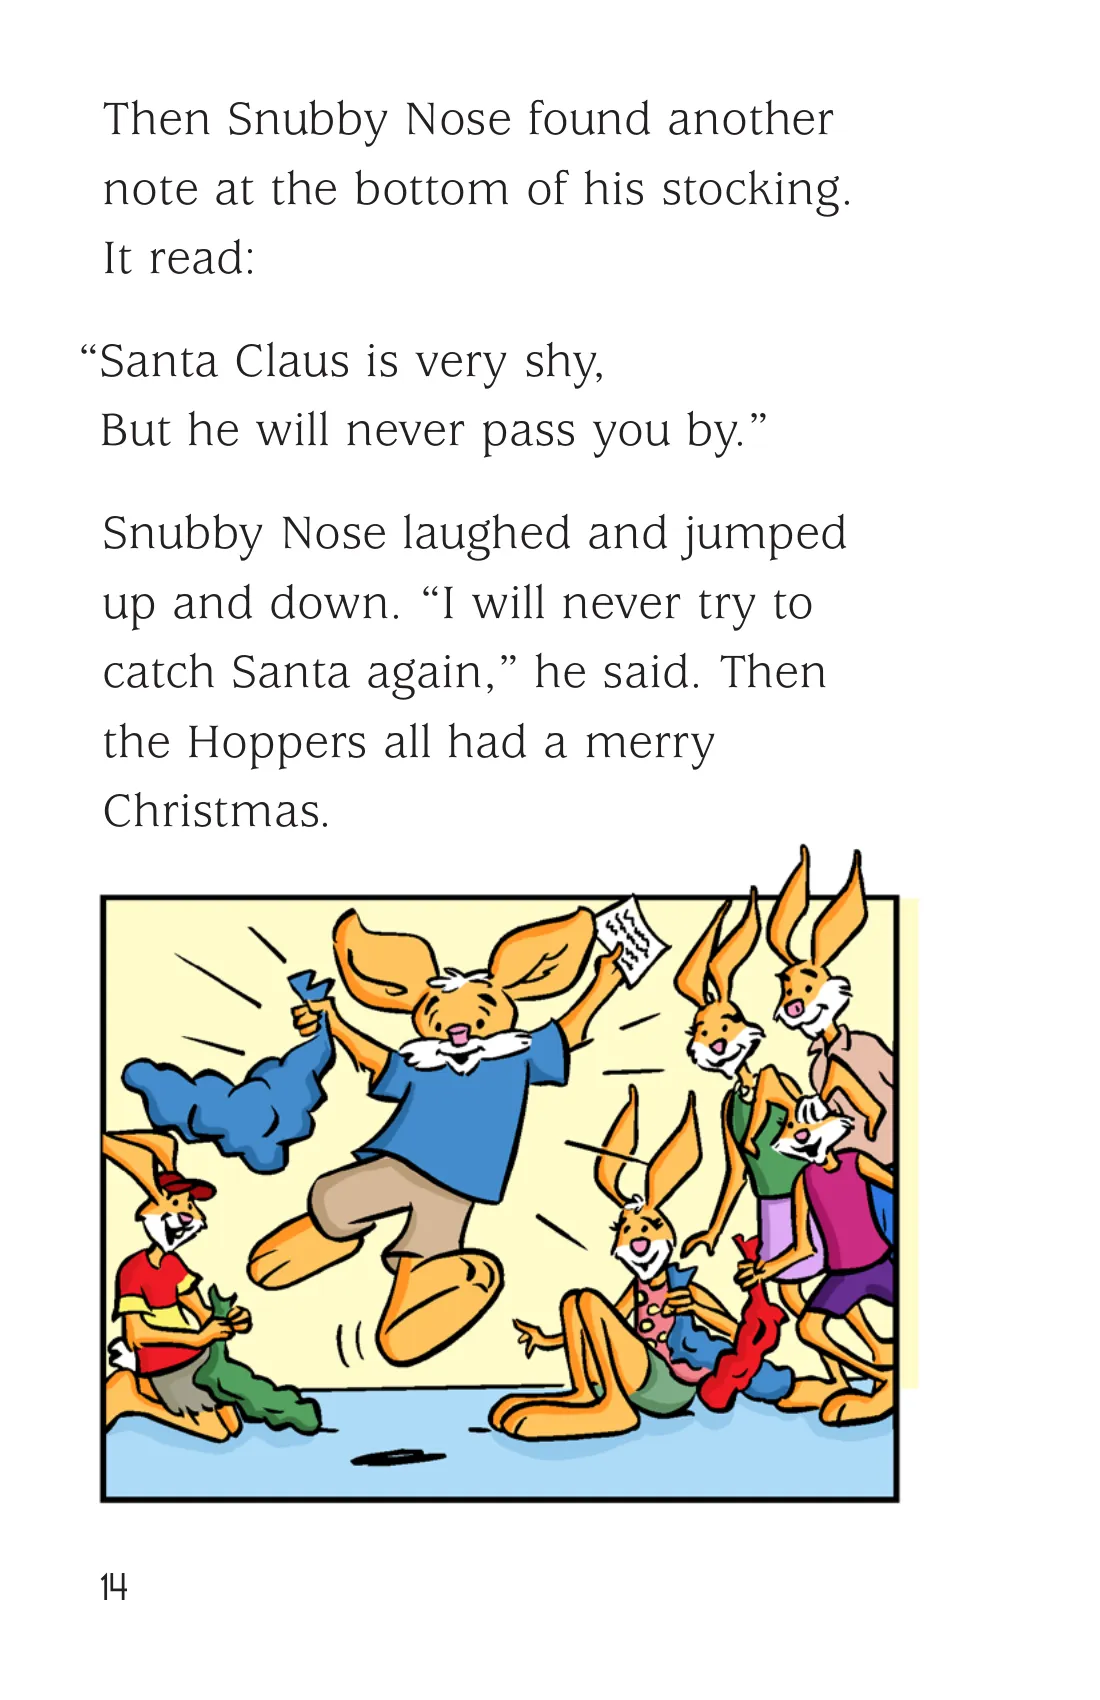 Then Snubby Nose found another
note at the bottom of his stocking.
It read:
“Santa Claus is very shy,
But he will never pass you by.”
Snubby Nose laughed and jumped
up and down. “I will never try to
catch Santa again,” he said. Then
the Hoppers all had a merry
Christmas.
14